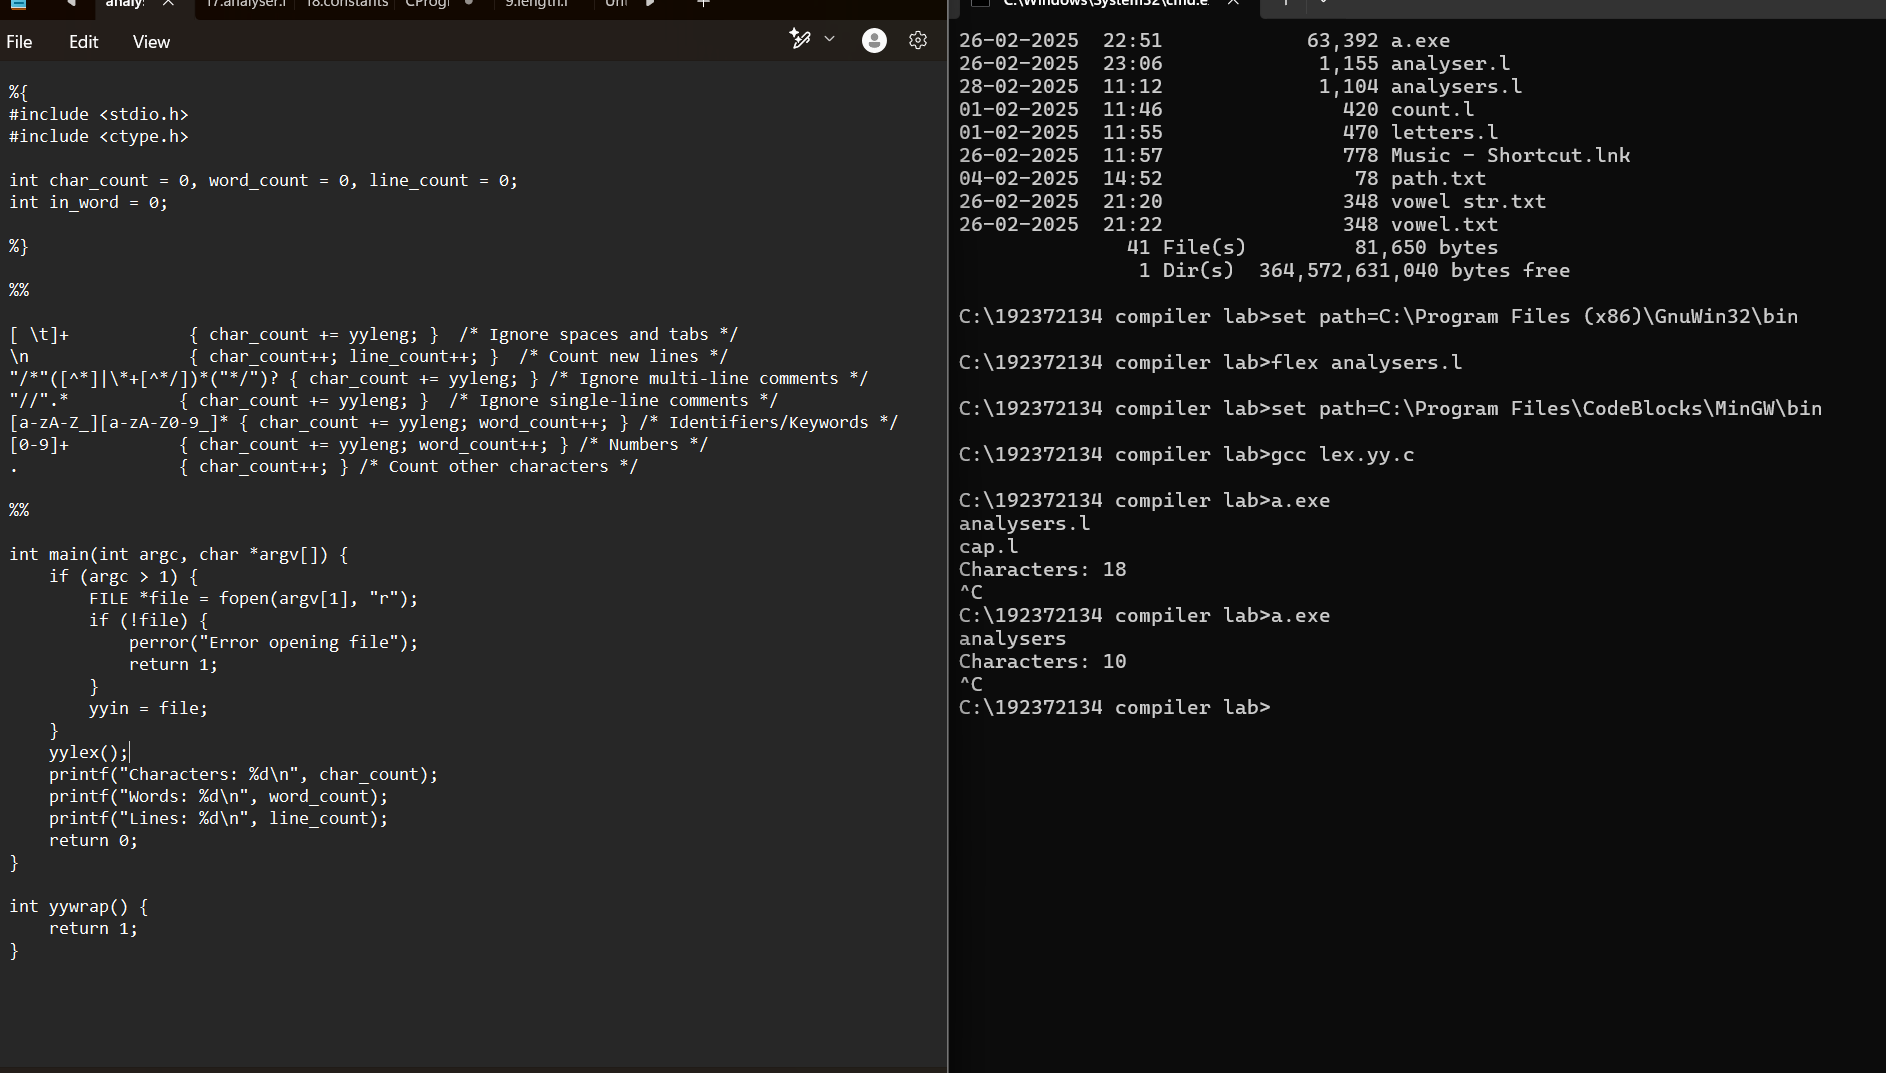 17.analyser.l 18.constants 9.length.l
File Edit View
%{
#include <stdio.h>
#include <ctype.h>
int char_count = 0, word_count = 0, line_count = 0;
int in_word = 0;
%}
%%
[ \t]+            { char_count += yyleng; }  /* Ignore spaces and tabs */
\n                { char_count++; line_count++; }  /* Count new lines */
"/*"([^*]|\*+[^*/])*("*/")? { char_count += yyleng; } /* Ignore multi-line comments */
"//".*           { char_count += yyleng; }  /* Ignore single-line comments */
[a-zA-Z_][a-zA-Z0-9_]* { char_count += yyleng; word_count++; } /* Identifiers/Keywords */
[0-9]+           { char_count += yyleng; word_count++; } /* Numbers */
.                { char_count++; } /* Count other characters */
%%
int main(int argc, char *argv[]) {
    if (argc > 1) {
        FILE *file = fopen(argv[1], "r");
        if (!file) {
            perror("Error opening file");
            return 1;
        }
        yyin = file;
    }
    yylex();
    printf("Characters: %d\n", char_count);
    printf("Words: %d\n", word_count);
    printf("Lines: %d\n", line_count);
    return 0;
}
int yywrap() {
    return 1;
}
C:\Windows\System32\cmd.e
26-02-2025  22:51            63,392 a.exe
26-02-2025  23:06             1,155 analyser.l
28-02-2025  11:12             1,104 analysers.l
01-02-2025  11:46               420 count.l
01-02-2025  11:55               470 letters.l
26-02-2025  11:57               778 Music - Shortcut.lnk
04-02-2025  14:52                78 path.txt
26-02-2025  21:20               348 vowel str.txt
26-02-2025  21:22               348 vowel.txt
              41 File(s)         81,650 bytes
               1 Dir(s)  364,572,631,040 bytes free
C:\192372134 compiler lab>set path=C:\Program Files (x86)\GnuWin32\bin
C:\192372134 compiler lab>flex analysers.l
C:\192372134 compiler lab>set path=C:\Program Files\CodeBlocks\MinGW\bin
C:\192372134 compiler lab>gcc lex.yy.c
C:\192372134 compiler lab>a.exe
analysers.l
cap.l
Characters: 18
^C
C:\192372134 compiler lab>a.exe
analysers
Characters: 10
^C
C:\192372134 compiler lab>